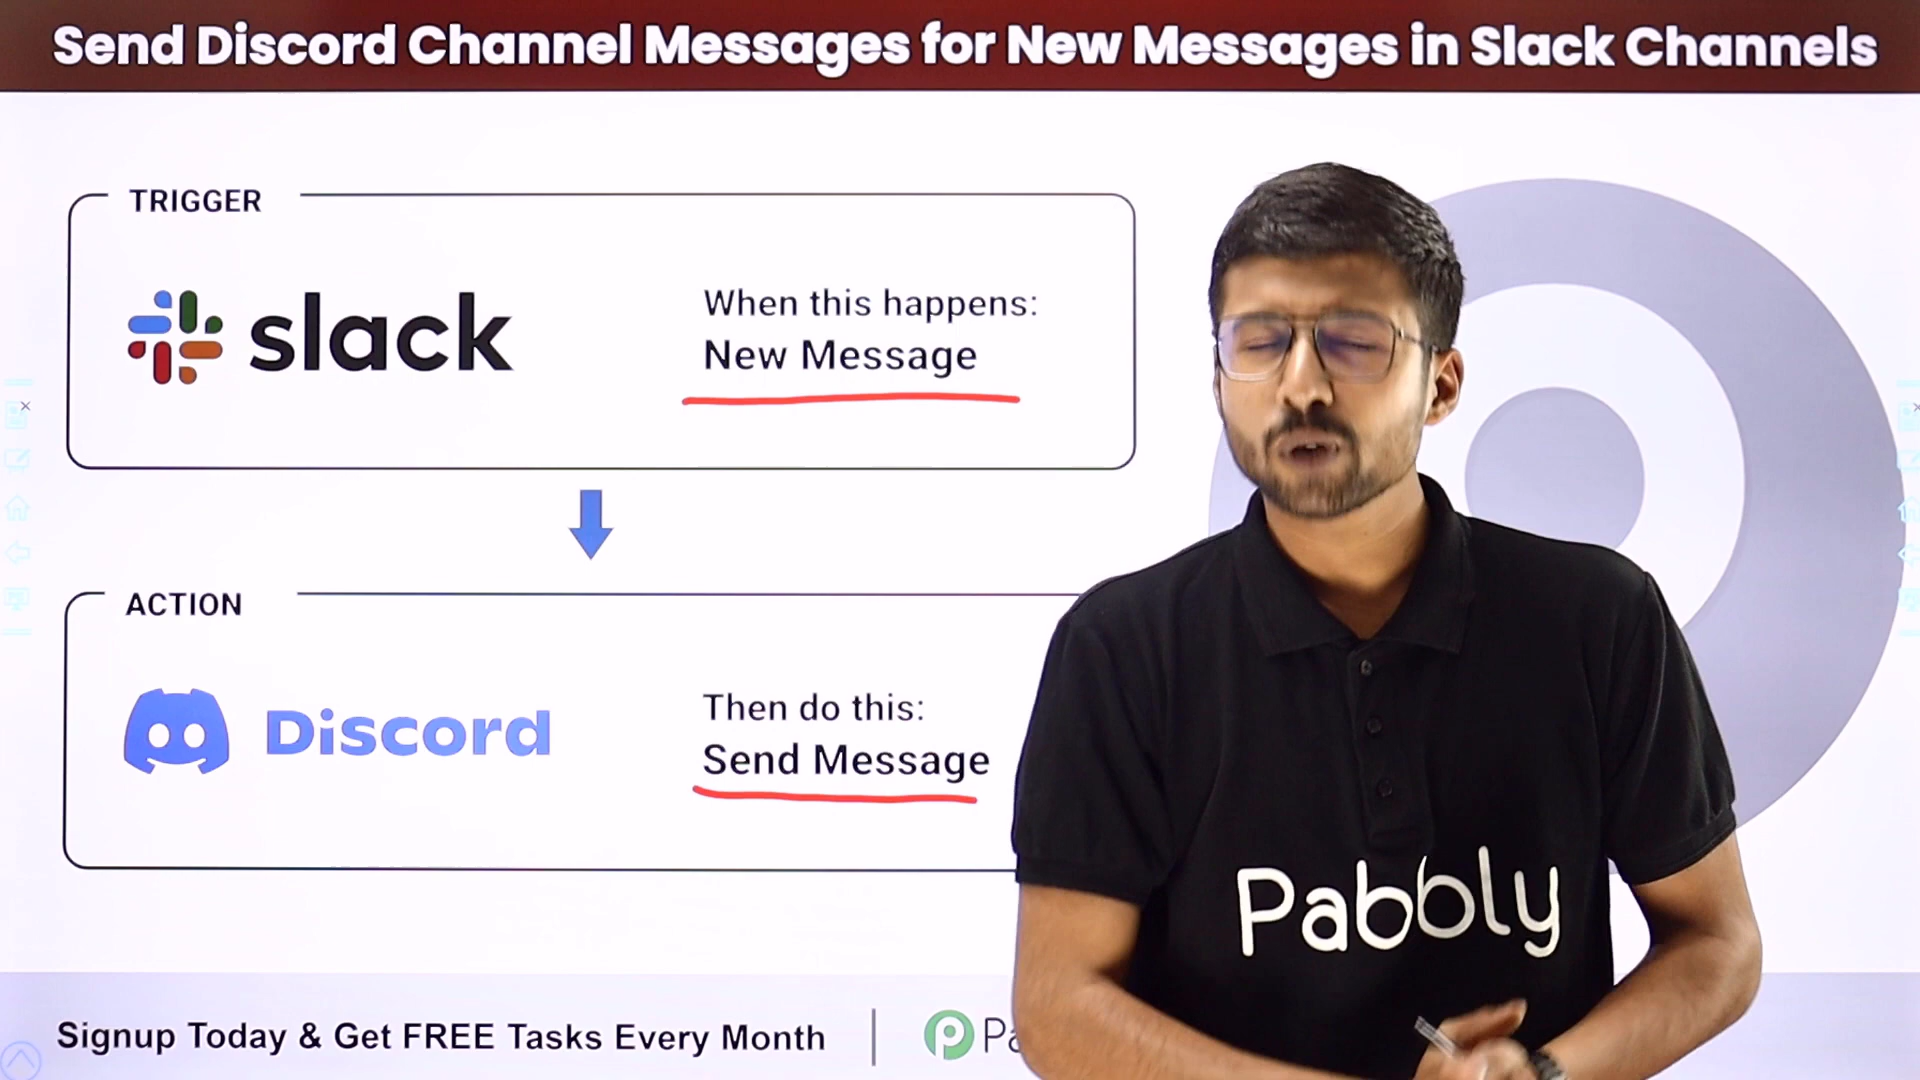 Send Discord Channel Messages for New Messages in Slack Channels
TRIGGER
slack
When this happens:
New Message
ACTION
Discord
Then do this:
Send Message
Pabbly
Signup Today & Get FREE Tasks Every Month
Pa